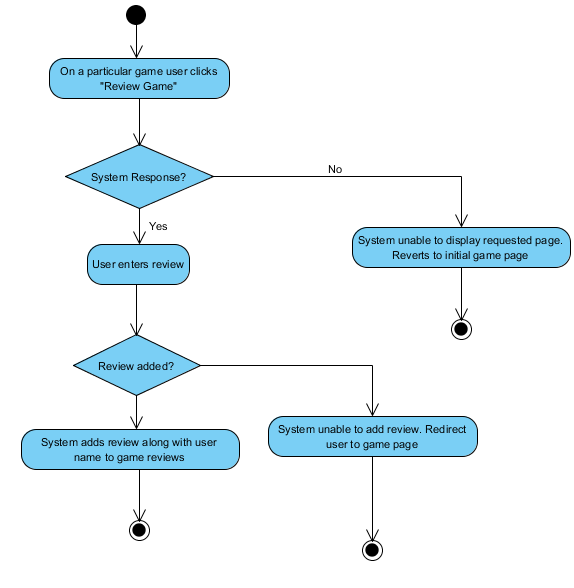 On a particular game user clicks
"Review Game"
System Response?
No
Yes
System unable to display requested page.
Reverts to initial game page
User enters review
Review added?
System adds review along with user
name to game reviews
System unable to add review. Redirect
user to game page